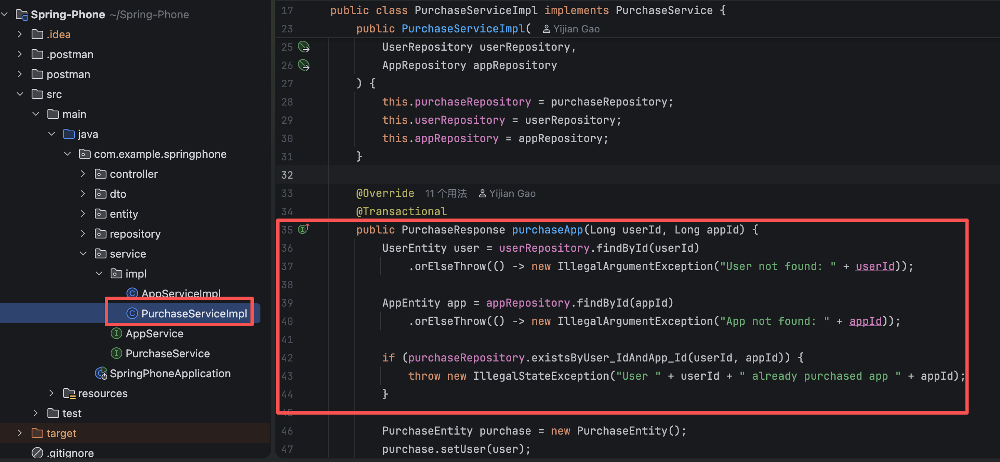 Spring-Phone ~/Spring-Phone
.idea
.postman
postman
src
main
java
com.example.springphone
controller
dto
entity
repository
service
impl
AppServiceImpl
PurchaseServiceImpl
AppService
PurchaseService
SpringPhoneApplication
resources
test
target
.gitignore
17 public class PurchaseServiceImpl implements PurchaseService {
23 public PurchaseServiceImpl( Yijian Gao
25 UserRepository userRepository,
26 AppRepository appRepository
27 ) {
28 this.purchaseRepository = purchaseRepository;
29 this.userRepository = userRepository;
30 this.appRepository = appRepository;
31 }
32
33 @Override 11 个用法 Yijian Gao
34 @Transactional
35 public PurchaseResponse purchaseApp(Long userId, Long appId) {
36 UserEntity user = userRepository.findById(userId)
37 .orElseThrow(() -> new IllegalArgumentException("User not found: " + userId));
38
39 AppEntity app = appRepository.findById(appId)
40 .orElseThrow(() -> new IllegalArgumentException("App not found: " + appId));
41
42 if (purchaseRepository.existsByUser_IdAndApp_Id(userId, appId)) {
43 throw new IllegalStateException("User " + userId + " already purchased app " + appId);
44 }
45
46 PurchaseEntity purchase = new PurchaseEntity();
47 purchase.setUser(user);